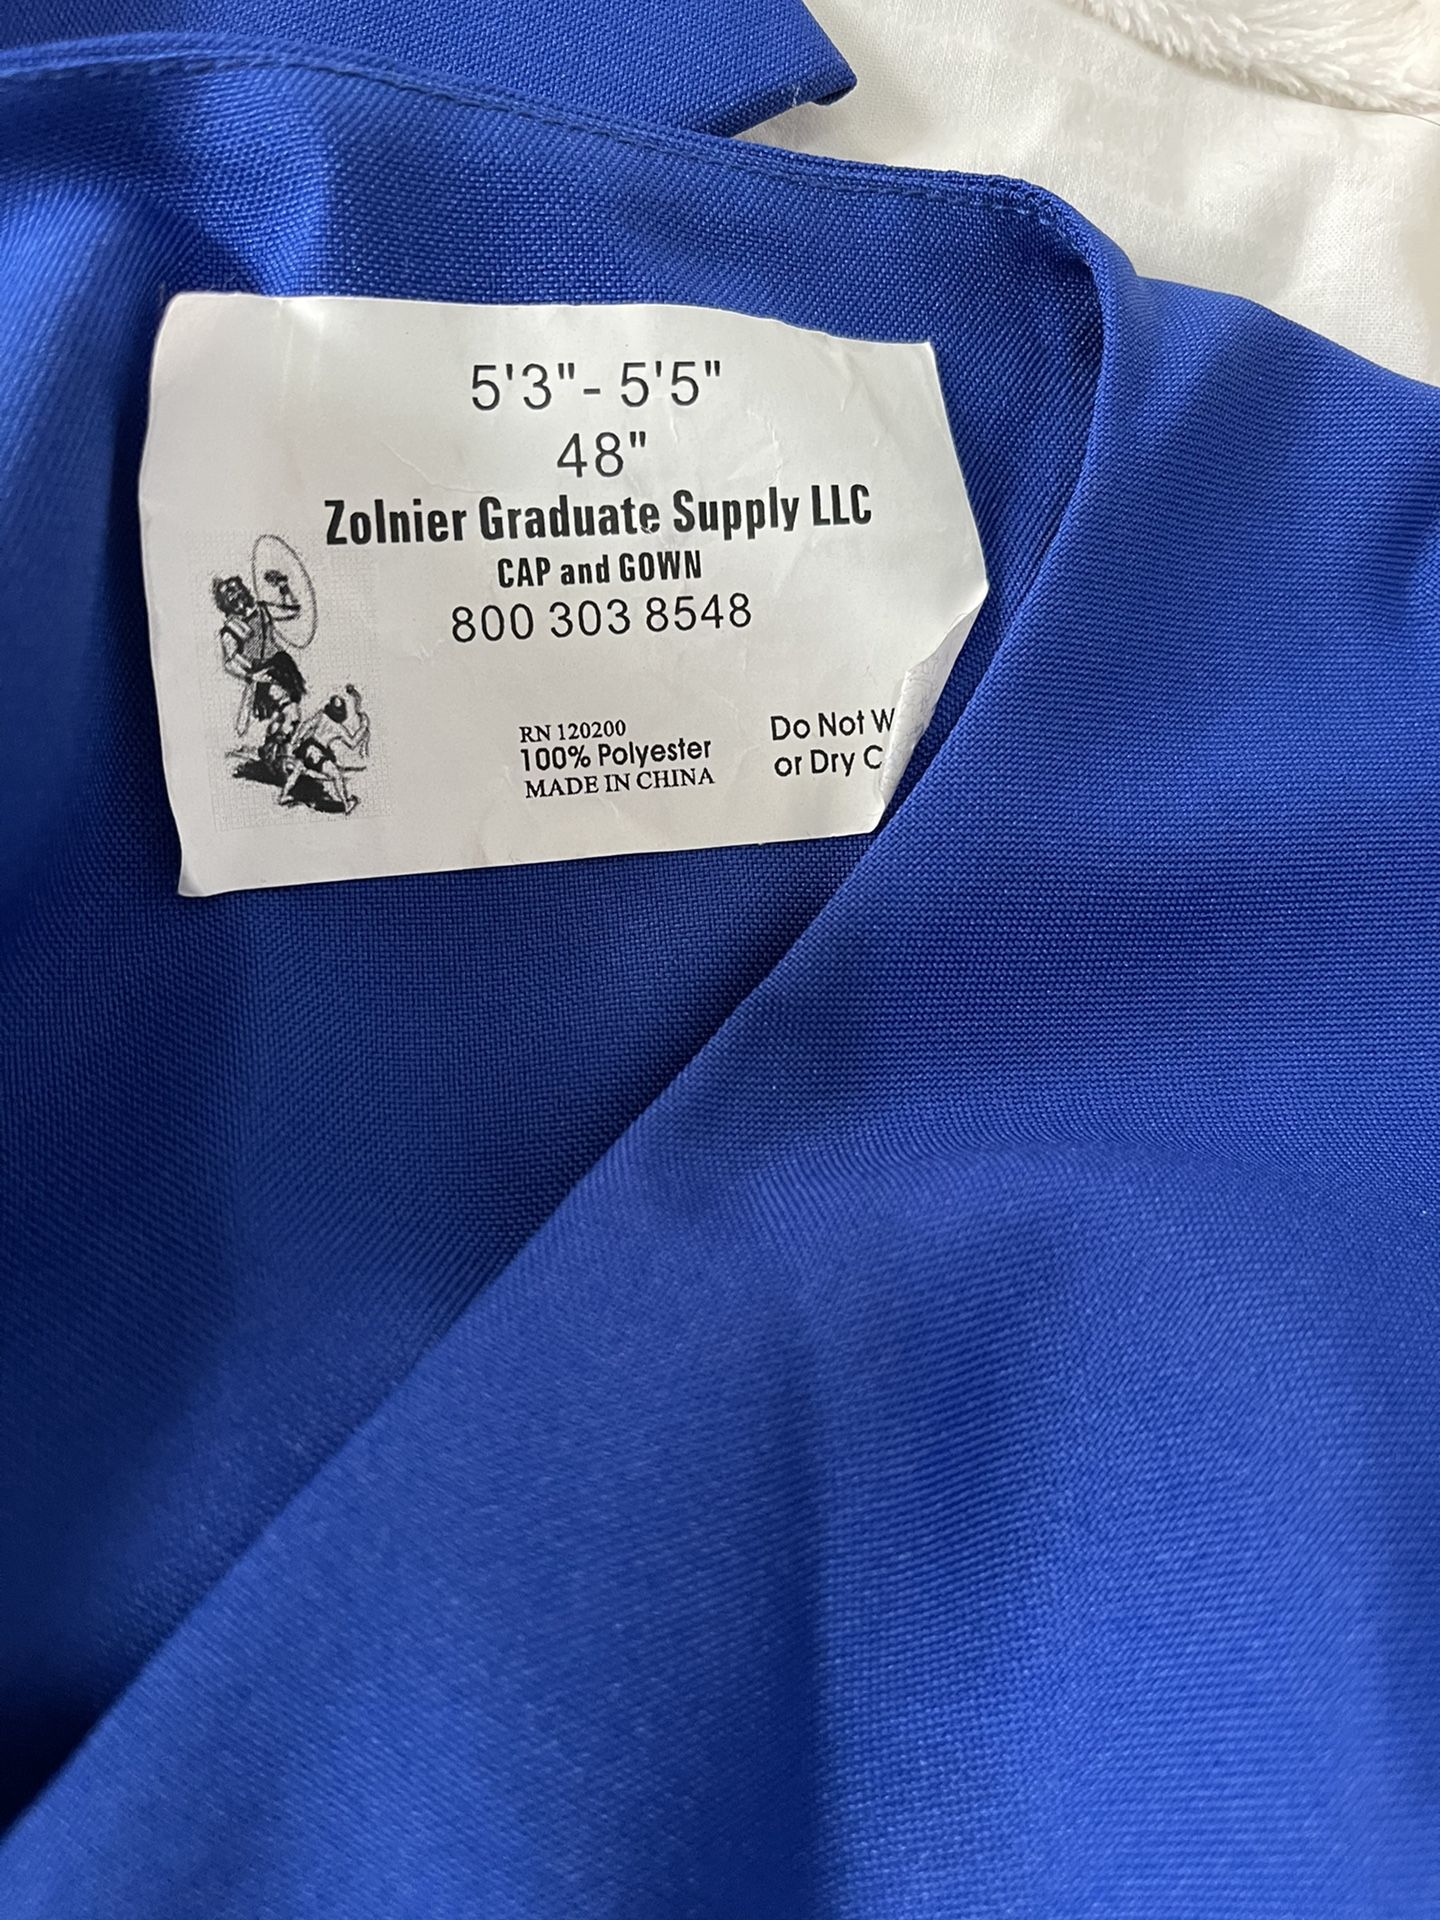 5'3"- 5'5"
48"
Zolnier Graduate Supply LLC
CAP and GOWN
800 303 8548
RN 120200
100% Polyester
MADE IN CHINA
Do Not W
or Dry C